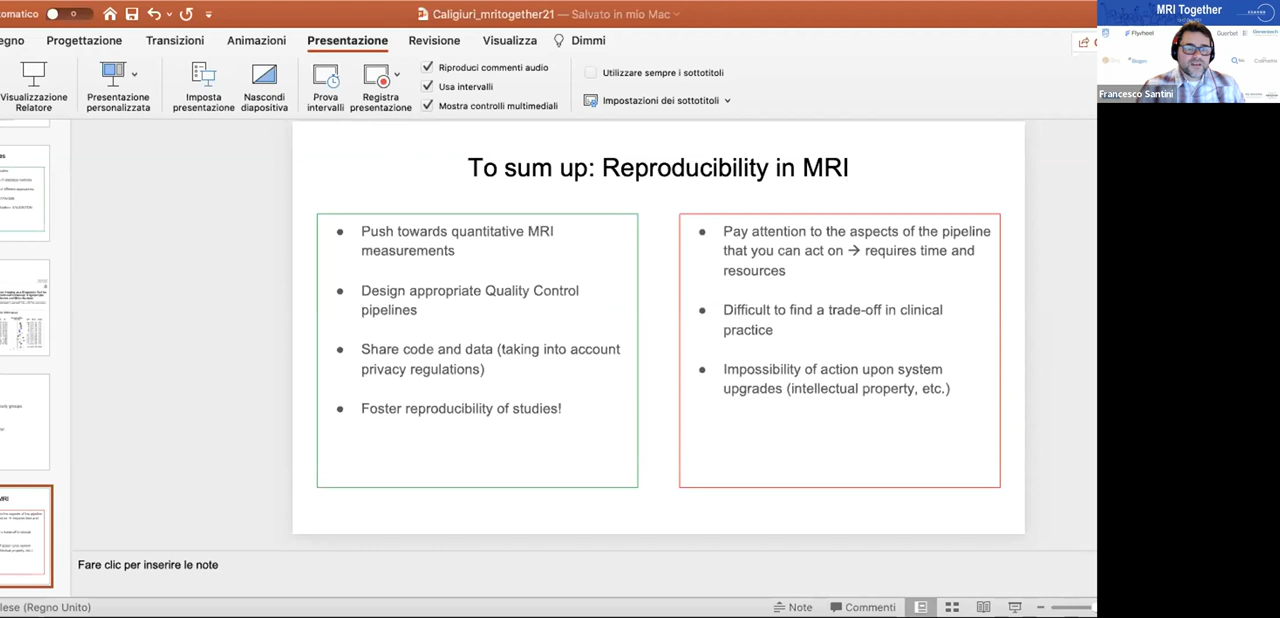 omatico
Caligiuri_mritogether21 — Salvato in mio Mac
egno Progettazione Transizioni Animazioni Presentazione Revisione Visualizza Dimmi
Visualizzazione Relatore
Presentazione personalizzata
Imposta presentazione
Nascondi diapositiva
Prova intervalli
Registra presentazione
Riproduci commenti audio
Usa intervalli
Mostra controlli multimediali
Utilizzare sempre i sottotitoli
Impostazioni dei sottotitoli
MRI Together
Flywheel
Guerbet
Francesco Santini
To sum up: Reproducibility in MRI
● Push towards quantitative MRI
measurements
● Design appropriate Quality Control
pipelines
● Share code and data (taking into account
privacy regulations)
● Foster reproducibility of studies!
● Pay attention to the aspects of the pipeline
that you can act on → requires time and
resources
● Difficult to find a trade-off in clinical
practice
● Impossibility of action upon system
upgrades (intellectual property, etc.)
Fare clic per inserire le note
lese (Regno Unito)
Note Commenti